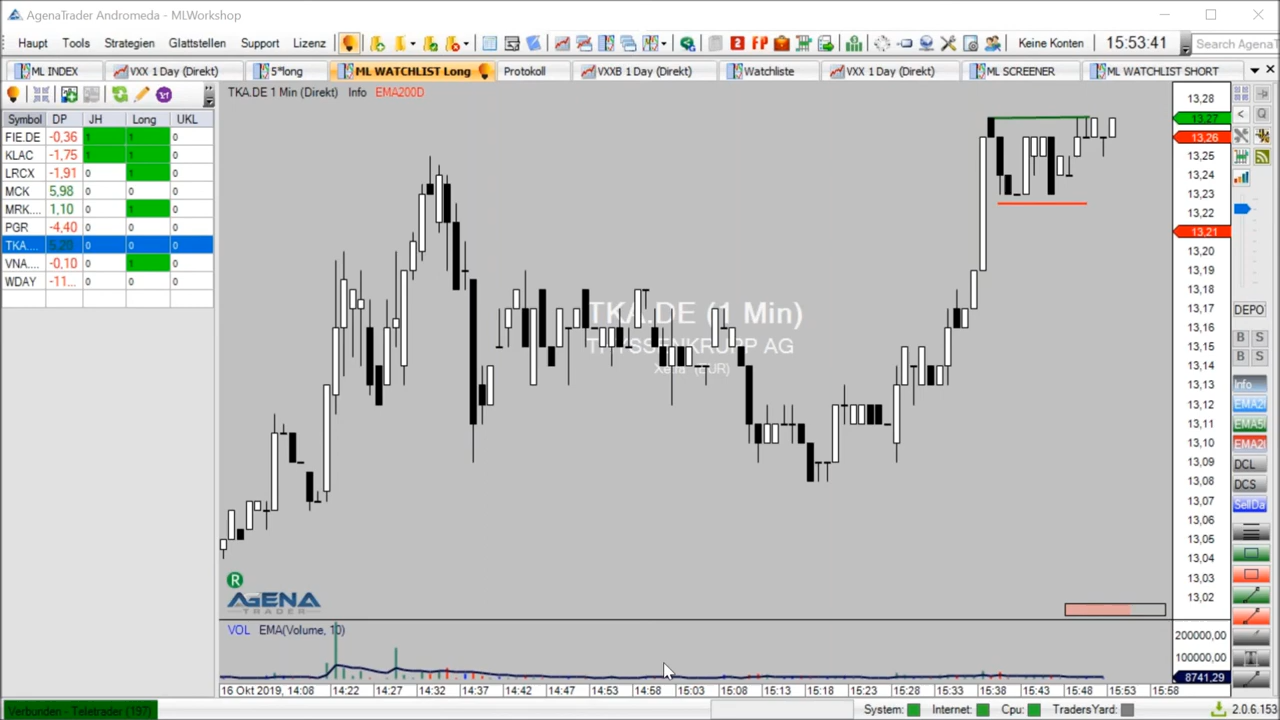 AgenaTrader Andromeda - MLWorkshop
Haupt Tools Strategien Glattstellen Support Lizenz Keine Konten 15:53:41
ML INDEX VXX 1 Day (Direkt) 5*long ML WATCHLIST Long Protokoll VXXB 1 Day (Direkt) Watchliste VXX 1 Day (Direkt) ML SCREENER ML WATCHLIST SHORT
TKA.DE 1 Min (Direkt) Info EMA200D
Symbol DP JH Long UKL
FIE.DE -0,36 1 1 0
KLAC -1,75 1 1 0
LRCX -1,91 0 1 0
MCK 5,98 0 0 0
MRK.... 1,10 0 1 0
PGR -4,40 0 0 0
TKA.... 5,20 0 0 0
VNA.... -0,10 0 1 0
WDAY -11... 0 0 0
TKA.DE (1 Min)
THYSSENKRUPP AG
Xetra (EUR)
13,28
13,27
13,26
13,25
13,24
13,23
13,22
13,21
13,20
13,19
13,18
13,17
13,16
13,15
13,14
13,13
13,12
13,11
13,10
13,09
13,08
13,07
13,06
13,05
13,04
13,03
13,02
DEPO
B S
B S
Info
DCL
DCS
R
AGENA
TRADER
VOL EMA(Volume, 10)
200000,00
100000,00
8741,29
16 Okt 2019, 14:08 14:22 14:27 14:32 14:37 14:42 14:47 14:53 14:58 15:03 15:08 15:13 15:18 15:23 15:28 15:33 15:38 15:43 15:48 15:53 15:58
Verbunden - Teletrader (197) System: Internet: Cpu: TradersYard: 2.0.6.153